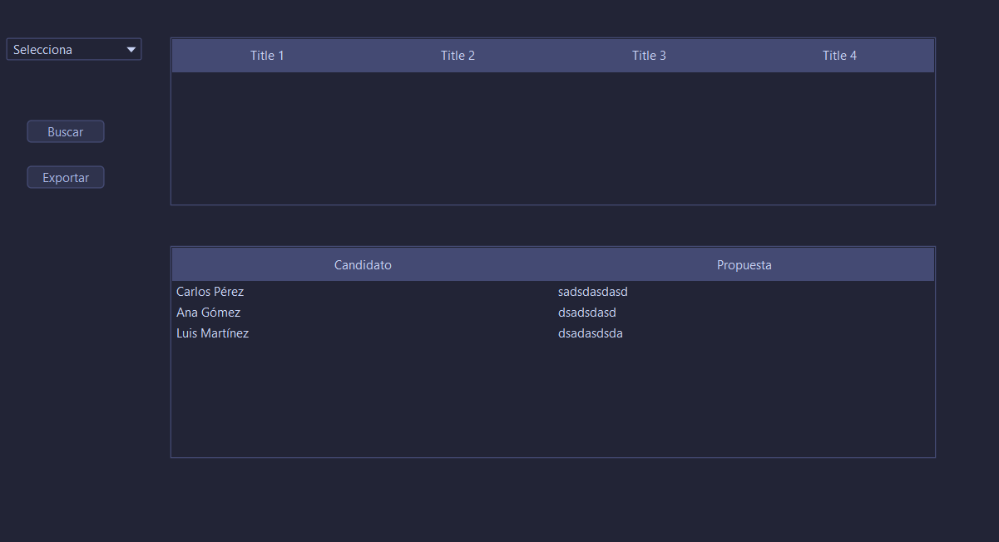 Selecciona
Title 1 Title 2 Title 3 Title 4
Buscar
Exportar
Candidato Propuesta
Carlos Pérez sadsdasdasd
Ana Gómez dsadsdasd
Luis Martínez dsadasdsda